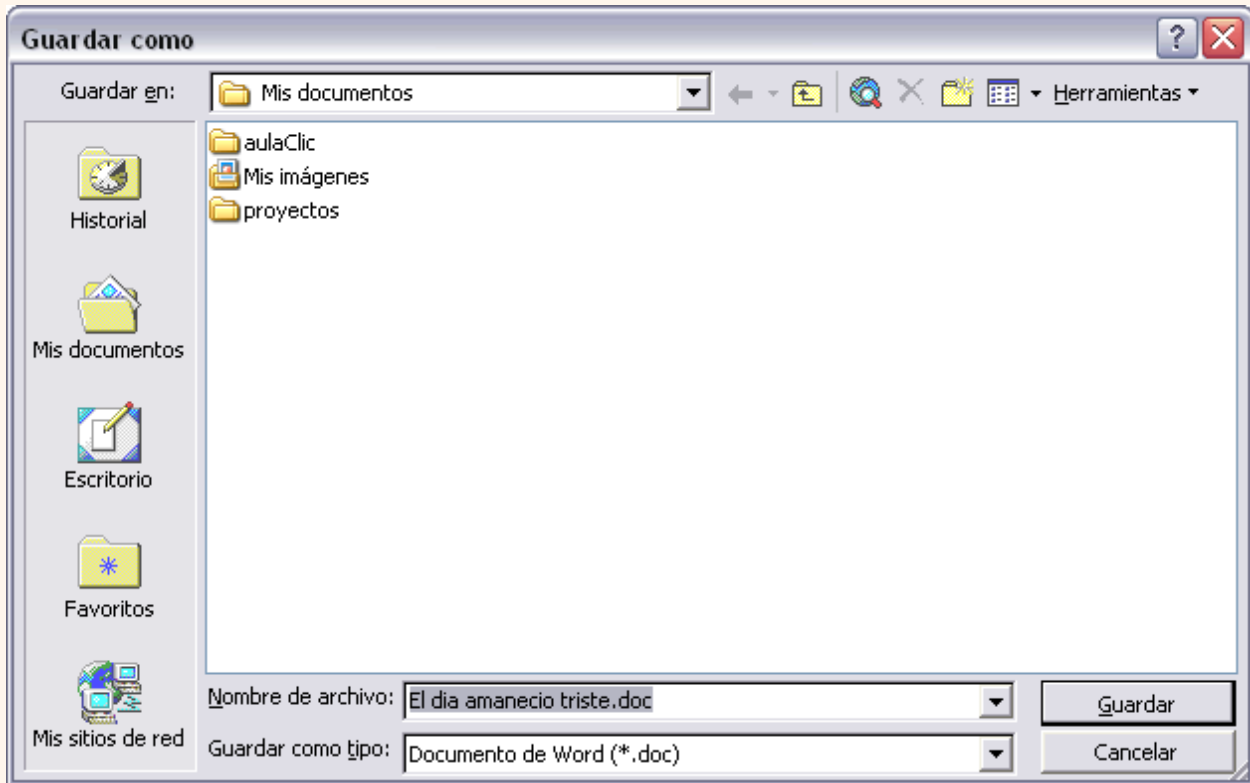 Guardar como
Guardar en:
Mis documentos
Herramientas
aulaClic
Mis imágenes
proyectos
Historial
Mis documentos
Escritorio
Favoritos
Mis sitios de red
Nombre de archivo:
El dia amanecio triste.doc
Guardar
Guardar como tipo:
Documento de Word (*.doc)
Cancelar